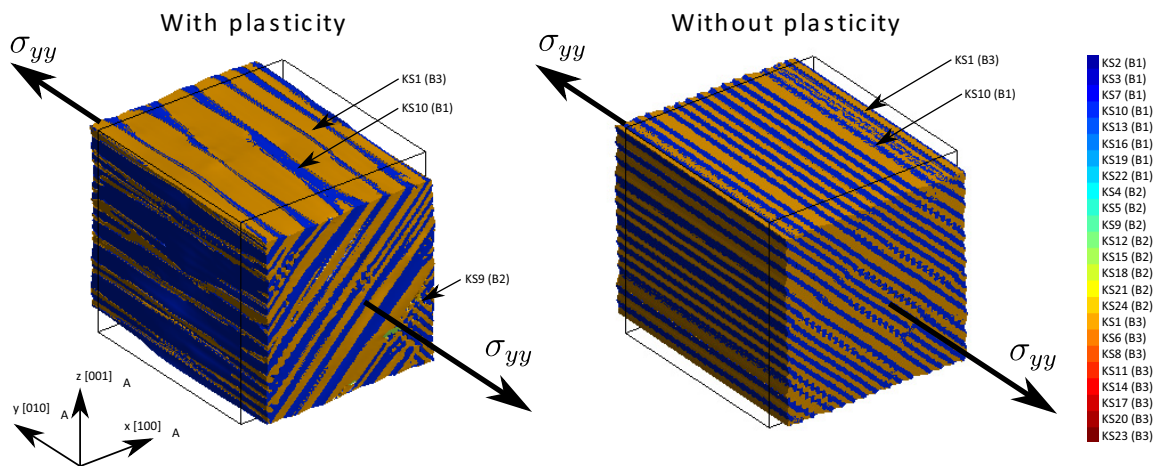 With plasticity
σyy
KS1 (B3)
KS10 (B1)
KS9 (B2)
σyy
z [001] A
y [010] A
x [100] A
Without plasticity
σyy
KS1 (B3)
KS10 (B1)
σyy
KS2 (B1)
KS3 (B1)
KS7 (B1)
KS10 (B1)
KS13 (B1)
KS16 (B1)
KS19 (B1)
KS22 (B1)
KS4 (B2)
KS5 (B2)
KS9 (B2)
KS12 (B2)
KS15 (B2)
KS18 (B2)
KS21 (B2)
KS24 (B2)
KS1 (B3)
KS6 (B3)
KS8 (B3)
KS11 (B3)
KS14 (B3)
KS17 (B3)
KS20 (B3)
KS23 (B3)